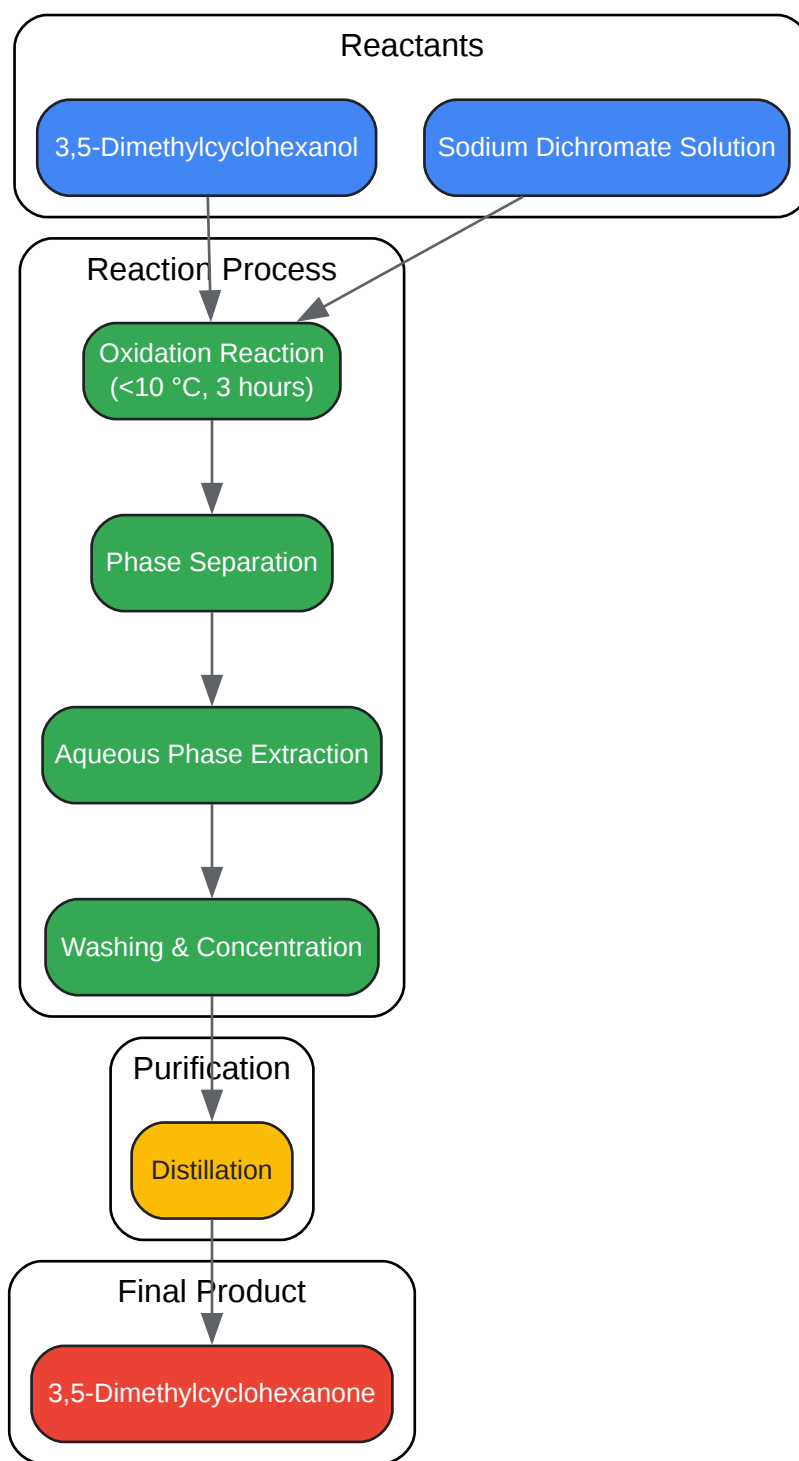 Reactants
3,5-Dimethylcyclohexanol
Sodium Dichromate Solution
Reaction Process
Oxidation Reaction
(<10 °C, 3 hours)
Phase Separation
Aqueous Phase Extraction
Washing & Concentration
Purification
Distillation
Final Product
3,5-Dimethylcyclohexanone